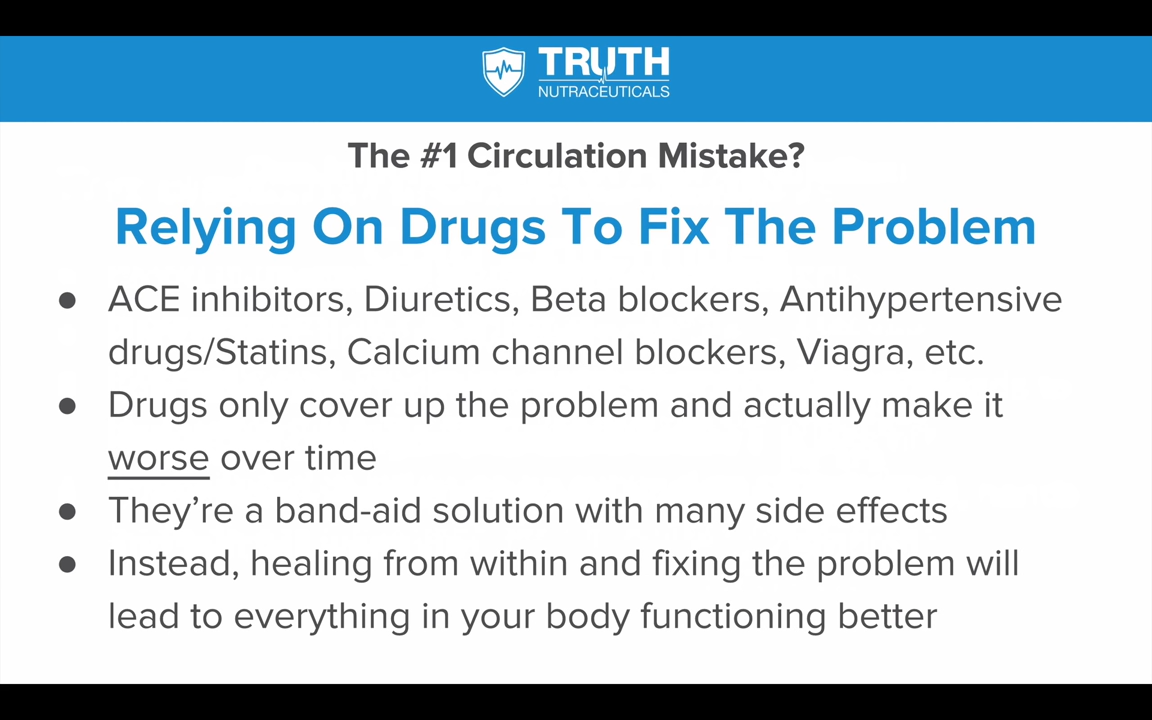 TRUTH
NUTRACEUTICALS
The #1 Circulation Mistake?
Relying On Drugs To Fix The Problem
● ACE inhibitors, Diuretics, Beta blockers, Antihypertensive
drugs/Statins, Calcium channel blockers, Viagra, etc.
● Drugs only cover up the problem and actually make it
worse over time
● They’re a band-aid solution with many side effects
● Instead, healing from within and fixing the problem will
lead to everything in your body functioning better